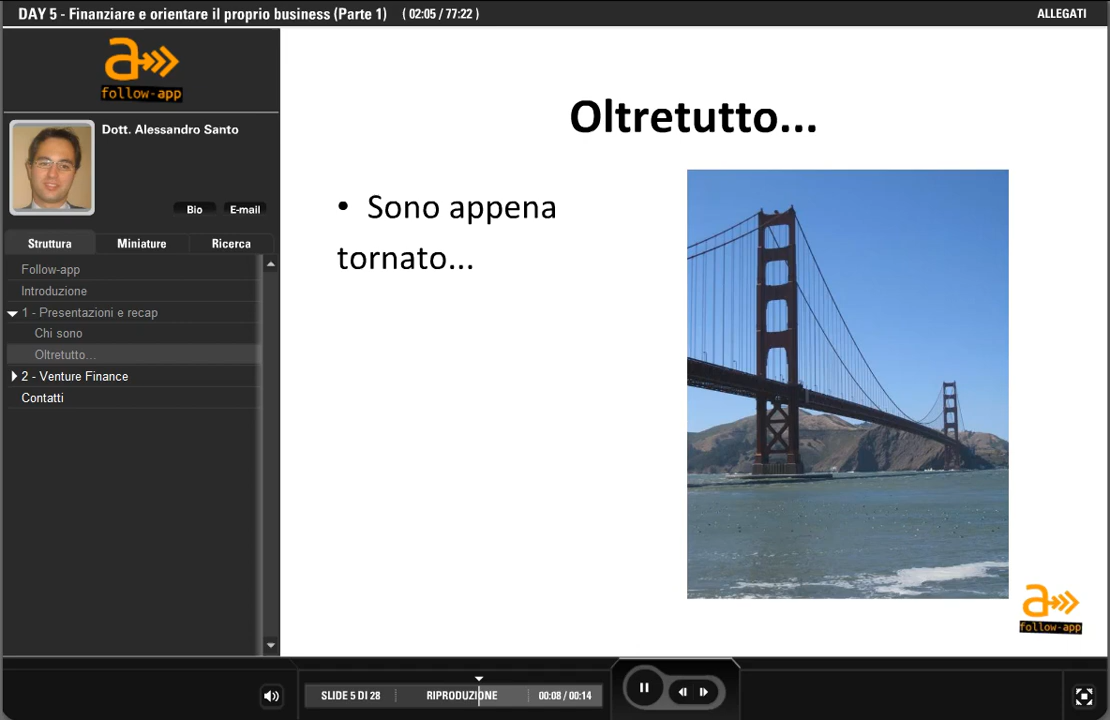 DAY 5 - Finanziare e orientare il proprio business (Parte 1) ( 02:05 / 77:22 )
ALLEGATI
a
follow-app
Dott. Alessandro Santo
Bio
E-mail
Struttura
Miniature
Ricerca
Follow-app
Introduzione
1 - Presentazioni e recap
Chi sono
Oltretutto...
2 - Venture Finance
Contatti
Oltretutto...
• Sono appena
tornato...
a
follow-app
SLIDE 5 DI 28
RIPRODUZIONE
00:08 / 00:14